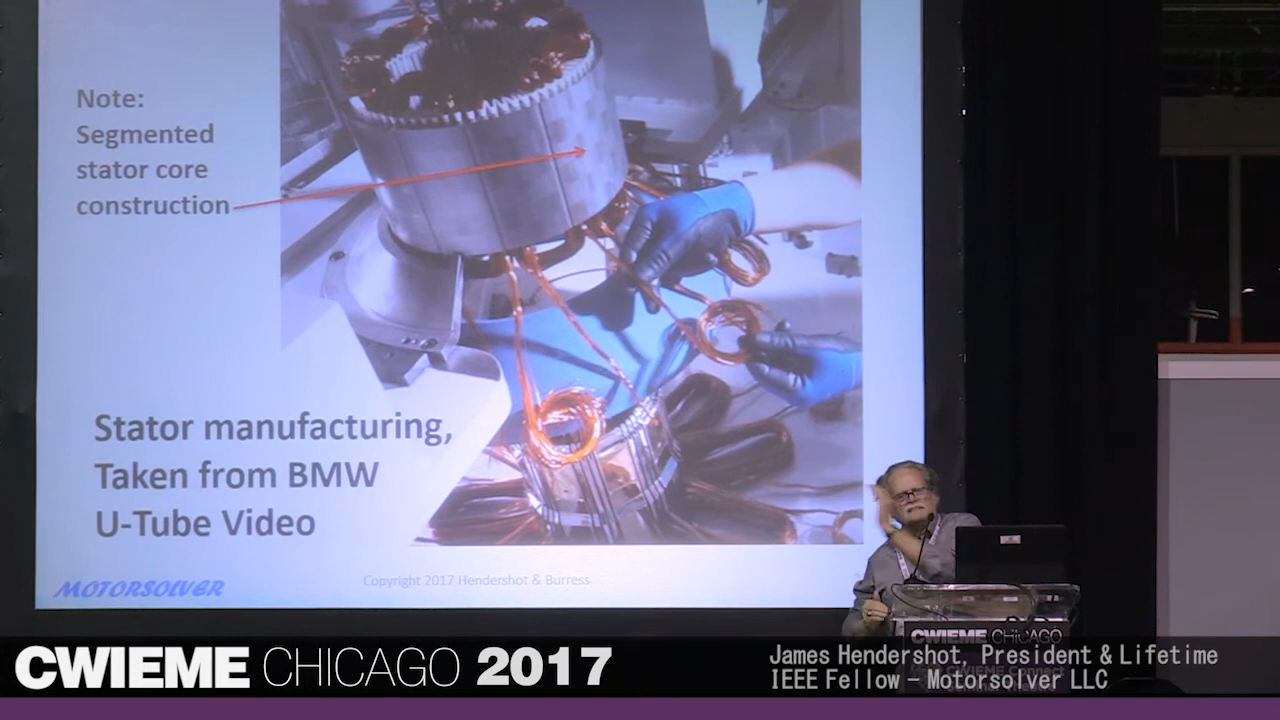 Note:
Segmented
stator core
construction
Stator manufacturing,
Taken from BMW
U-Tube Video
MOTORSOLVER
Copyright 2017 Hendershot & Burress
CWIEME CHICAGO
CWIEME CHICAGO 2017
James Hendershot, President & Lifetime
IEEE Fellow - Motorsolver LLC